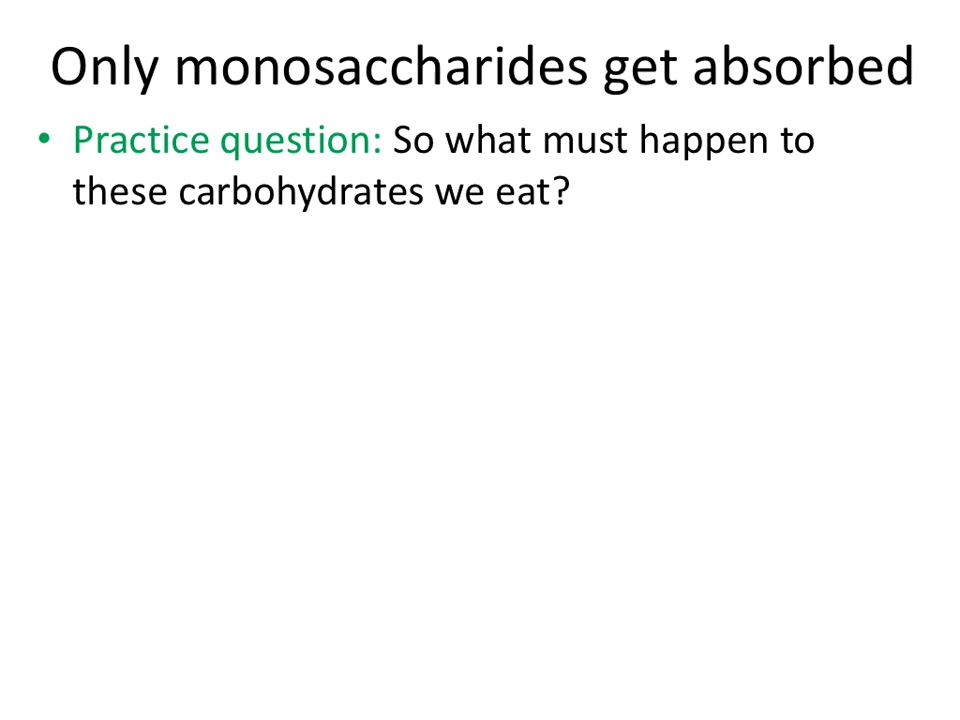 Only monosaccharides get absorbed
• Practice question: So what must happen to
these carbohydrates we eat?